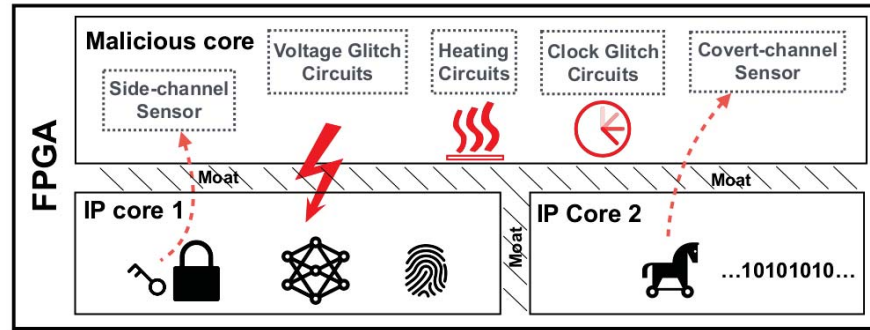 FPGA
Malicious core
Side-channel
Sensor
Voltage Glitch
Circuits
Heating
Circuits
Clock Glitch
Circuits
Covert-channel
Sensor
Moat
Moat
Moat
IP core 1
IP Core 2
...10101010...